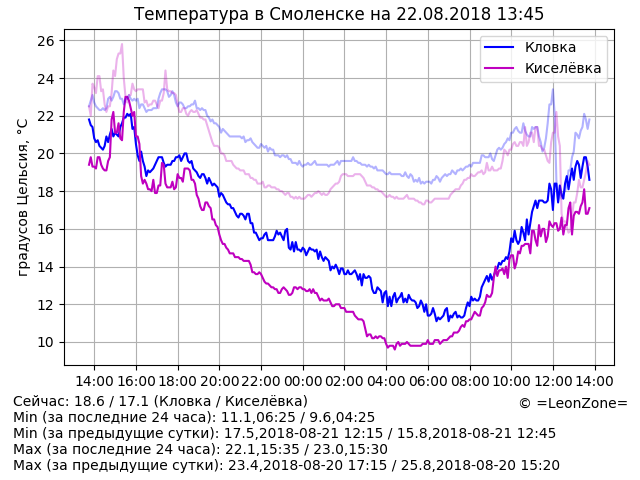 Температура в Смоленске на 22.08.2018 13:45
Кловка
Киселёвка
градусов Цельсия, °C
26
24
22
20
18
16
14
12
10
14:00 16:00 18:00 20:00 22:00 00:00 02:00 04:00 06:00 08:00 10:00 12:00 14:00
Сейчас: 18.6 / 17.1 (Кловка / Киселёвка)
© =LeonZone=
Min (за последние 24 часа): 11.1,06:25 / 9.6,04:25
Min (за предыдущие сутки): 17.5,2018-08-21 12:15 / 15.8,2018-08-21 12:45
Max (за последние 24 часа): 22.1,15:35 / 23.0,15:30
Max (за предыдущие сутки): 23.4,2018-08-20 17:15 / 25.8,2018-08-20 15:20